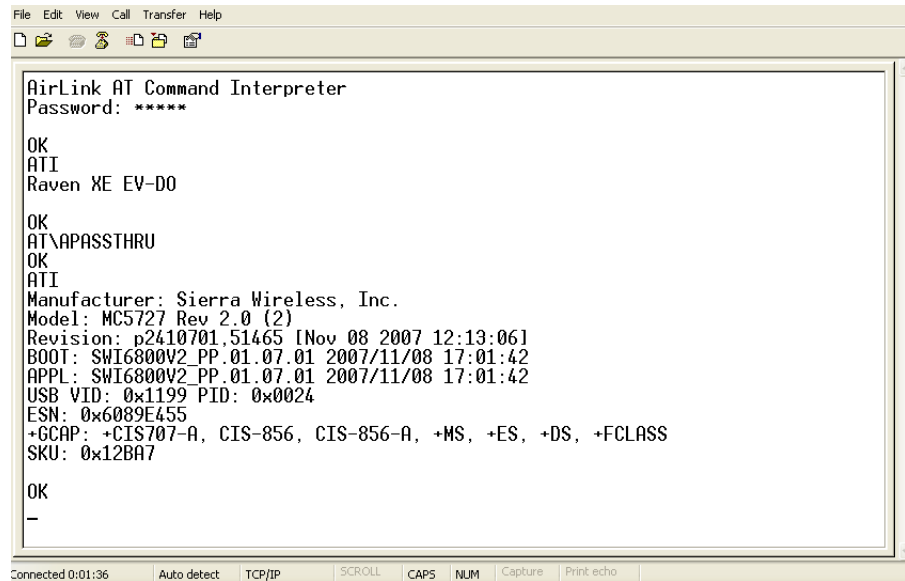 File Edit View Call Transfer Help
AirLink AT Command Interpreter
Password: *****
OK
ATI
Raven XE EV-DO
OK
AT\APASSTHRU
OK
ATI
Manufacturer: Sierra Wireless, Inc.
Model: MC5727 Rev 2.0 (2)
Revision: p2410701,51465 [Nov 08 2007 12:13:06]
BOOT: SWI6800V2_PP.01.07.01 2007/11/08 17:01:42
APPL: SWI6800V2_PP.01.07.01 2007/11/08 17:01:42
USB VID: 0x1199 PID: 0x0024
ESN: 0x6089E455
+GCAP: +CIS707-A, CIS-856, CIS-856-A, +MS, +ES, +DS, +FCLASS
SKU: 0x12BA7
OK
_
Connected 0:01:36 Auto detect TCP/IP SCROLL CAPS NUM Capture Print echo